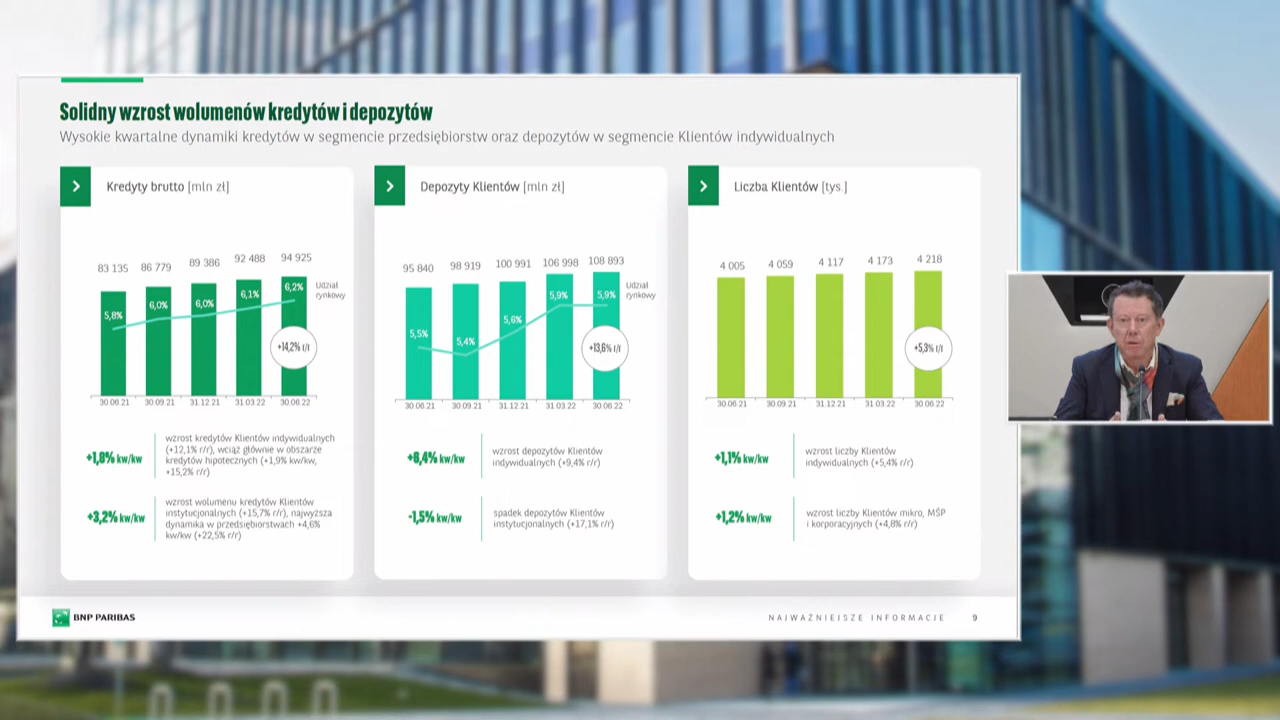 Solidny wzrost wolumenów kredytów i depozytów
Wysokie kwartalne dynamiki kredytów w segmencie przedsiębiorstw oraz depozytów w segmencie Klientów indywidualnych
Kredyty brutto [mln zł]
83 135 86 779 89 386 92 488 94 925
5,8% 6,0% 6,0% 6,1% 6,2%
Udział
rynkowy
+14,2% r/r
30.06.21 30.09.21 31.12.21 31.03.22 30.06.22
+1,8% kw/kw
wzrost kredytów Klientów indywidualnych
(+12,1% r/r), wciąż głównie w obszarze
kredytów hipotecznych (+1,9% kw/kw,
+15,2% r/r)
+3,2% kw/kw
wzrost wolumenu kredytów Klientów
instytucjonalnych (+15,7% r/r), najwyższa
dynamika w przedsiębiorstwach +4,6%
kw/kw (+22,5% r/r)
Depozyty Klientów [mln zł]
95 840 98 919 100 991 106 998 108 893
5,5% 5,4% 5,6% 5,9% 5,9%
Udział
rynkowy
+13,6% r/r
30.06.21 30.09.21 31.12.21 31.03.22 30.06.22
+6,4% kw/kw
wzrost depozytów Klientów
indywidualnych (+9,4% r/r)
-1,5% kw/kw
spadek depozytów Klientów
instytucjonalnych (+17,1% r/r)
Liczba Klientów [tys.]
4 005 4 059 4 117 4 173 4 218
+5,3% r/r
30.06.21 30.09.21 31.12.21 31.03.22 30.06.22
+1,1% kw/kw
wzrost liczby Klientów
indywidualnych (+5,4% r/r)
+1,2% kw/kw
wzrost liczby Klientów mikro, MŚP
i korporacyjnych (+4,8% r/r)
BNP PARIBAS
NAJWAŻNIEJSZE INFORMACJE 9